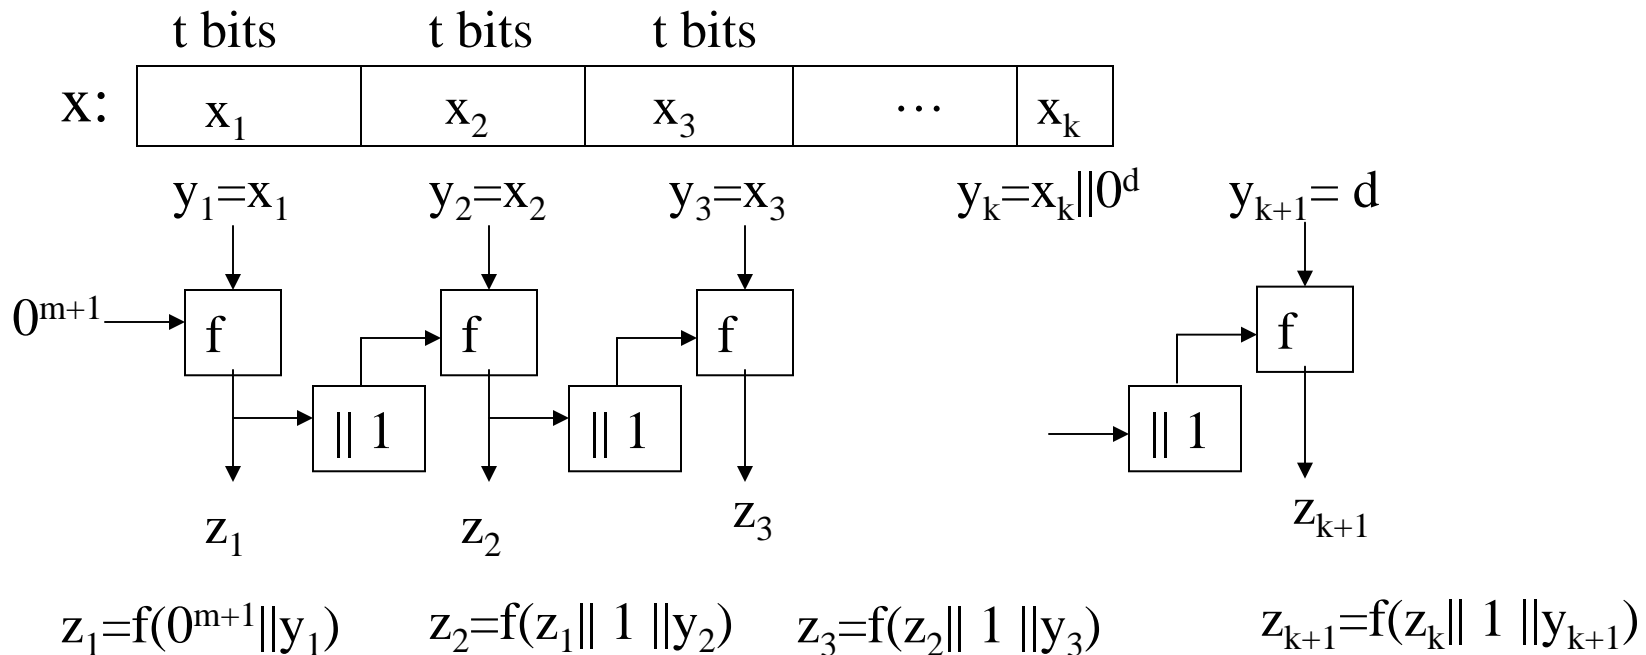 t bits t bits t bits
x: x₁ x₂ x₃ ⋯ xₖ
y₁=x₁ y₂=x₂ y₃=x₃ yₖ=xₖ||0ᵈ yₖ₊₁= d
0ᵐ⁺¹ f f f f
|| 1 || 1 || 1
z₁ z₂ z₃ zₖ₊₁
z₁=f(0ᵐ⁺¹||y₁) z₂=f(z₁|| 1 ||y₂) z₃=f(z₂|| 1 ||y₃) zₖ₊₁=f(zₖ|| 1 ||yₖ₊₁)